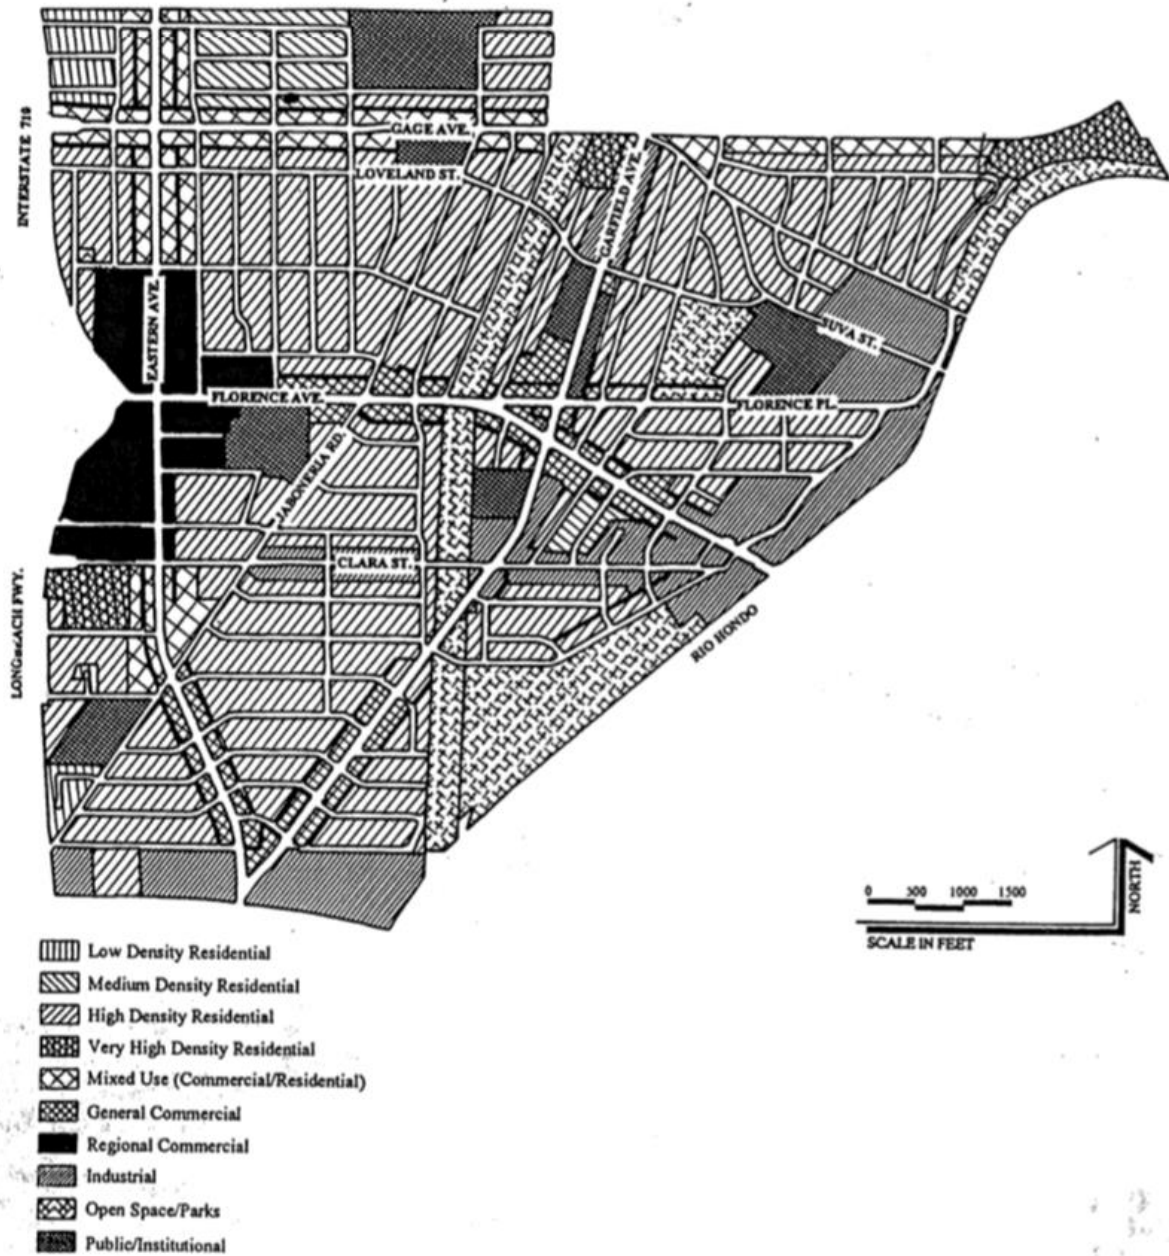 GAGE AVE.
INTERSTATE 710
LOVELAND ST.
GARFIELD AVE.
EASTERN AVE.
SUVA ST.
FLORENCE AVE.
FLORENCE PL.
JABONERIA RD.
CLARA ST.
LONG BEACH FWY.
RIO HONDO
0 500 1000 1500
NORTH
SCALE IN FEET
Low Density Residential
Medium Density Residential
High Density Residential
Very High Density Residential
Mixed Use (Commercial/Residential)
General Commercial
Regional Commercial
Industrial
Open Space/Parks
Public/Institutional